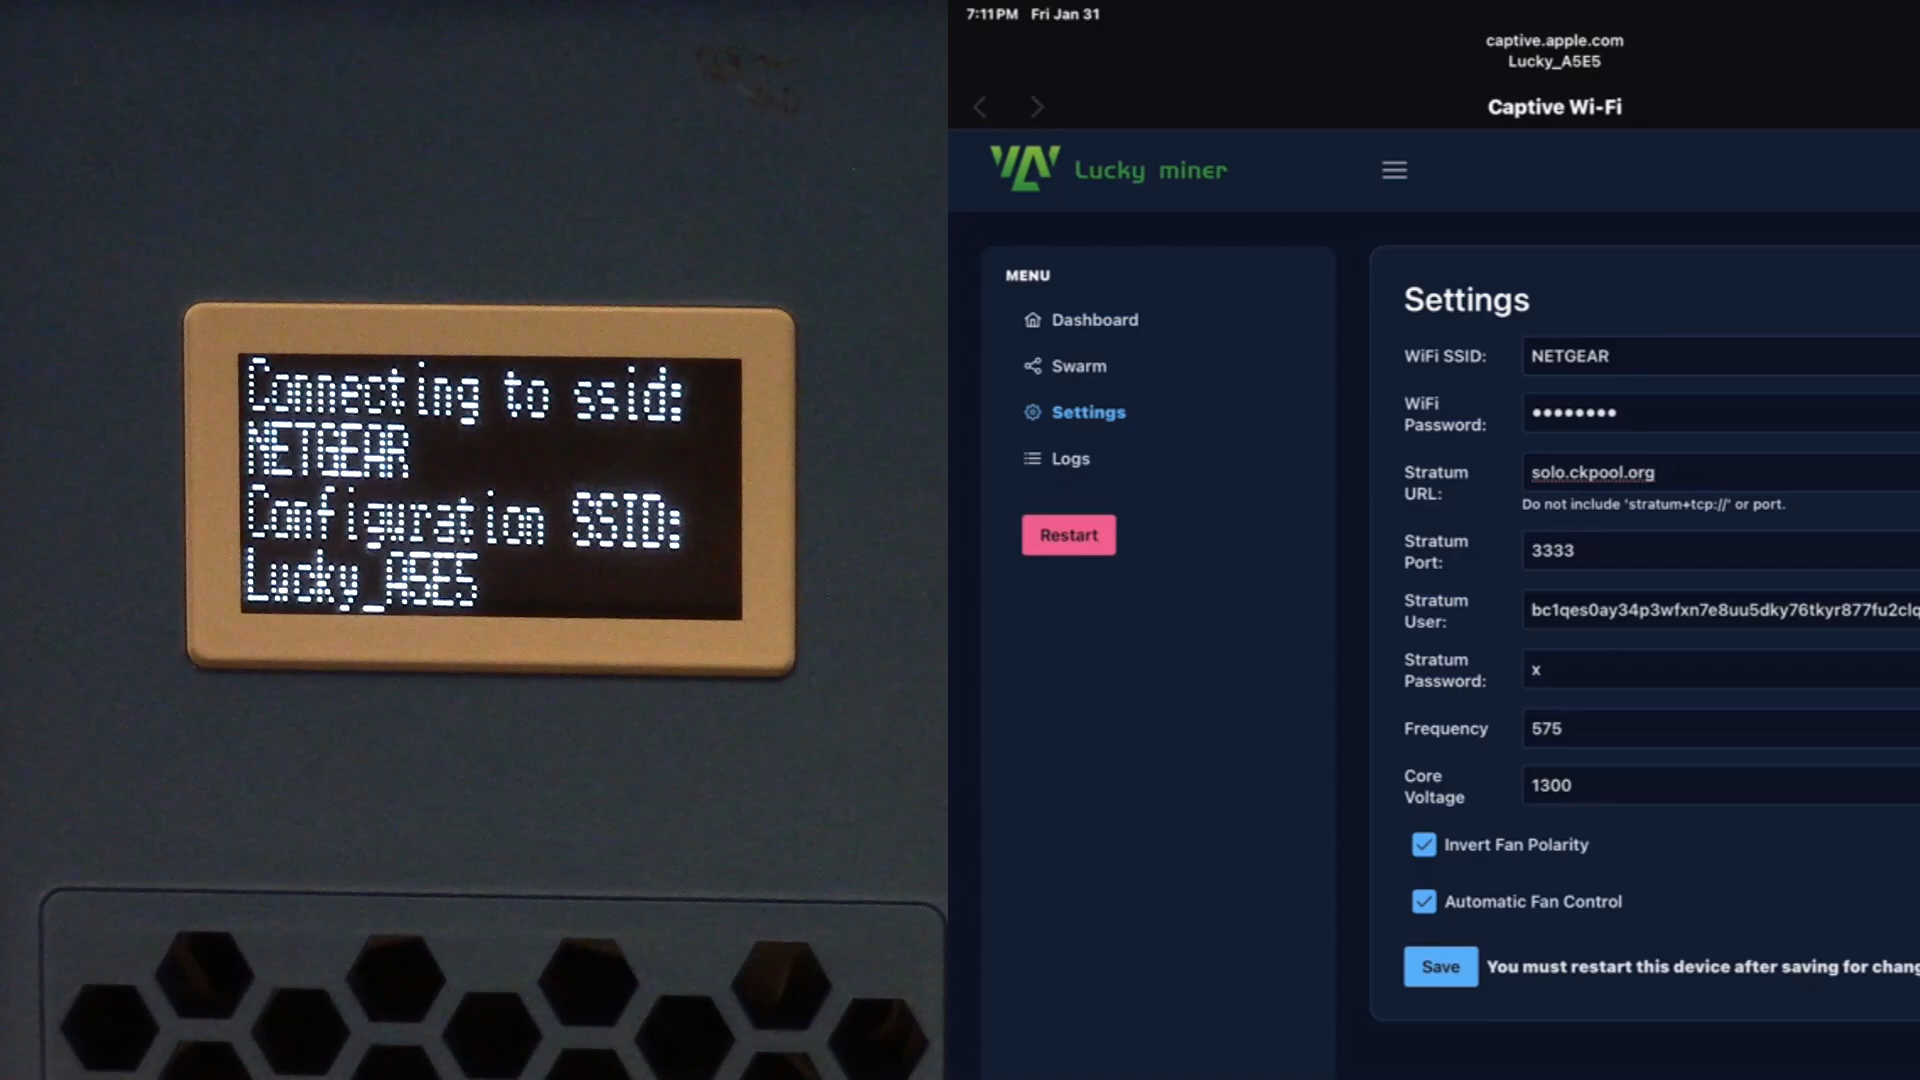 Connecting to ssid:
NETGEAR
Configuration SSID:
Lucky_A5E5
7:11PM Fri Jan 31
captive.apple.com
Lucky_A5E5
Captive Wi-Fi
Lucky miner
MENU
Dashboard
Swarm
Settings
Logs
Restart
Settings
WiFi SSID:
NETGEAR
WiFi
Password:
••••••••
Stratum
URL:
solo.ckpool.org
Do not include 'stratum+tcp://' or port.
Stratum
Port:
3333
Stratum
User:
bc1qes0ay34p3wfxn7e8uu5dky76tkyr877fu2clq
Stratum
Password:
x
Frequency
575
Core
Voltage
1300
Invert Fan Polarity
Automatic Fan Control
Save
You must restart this device after saving for chang